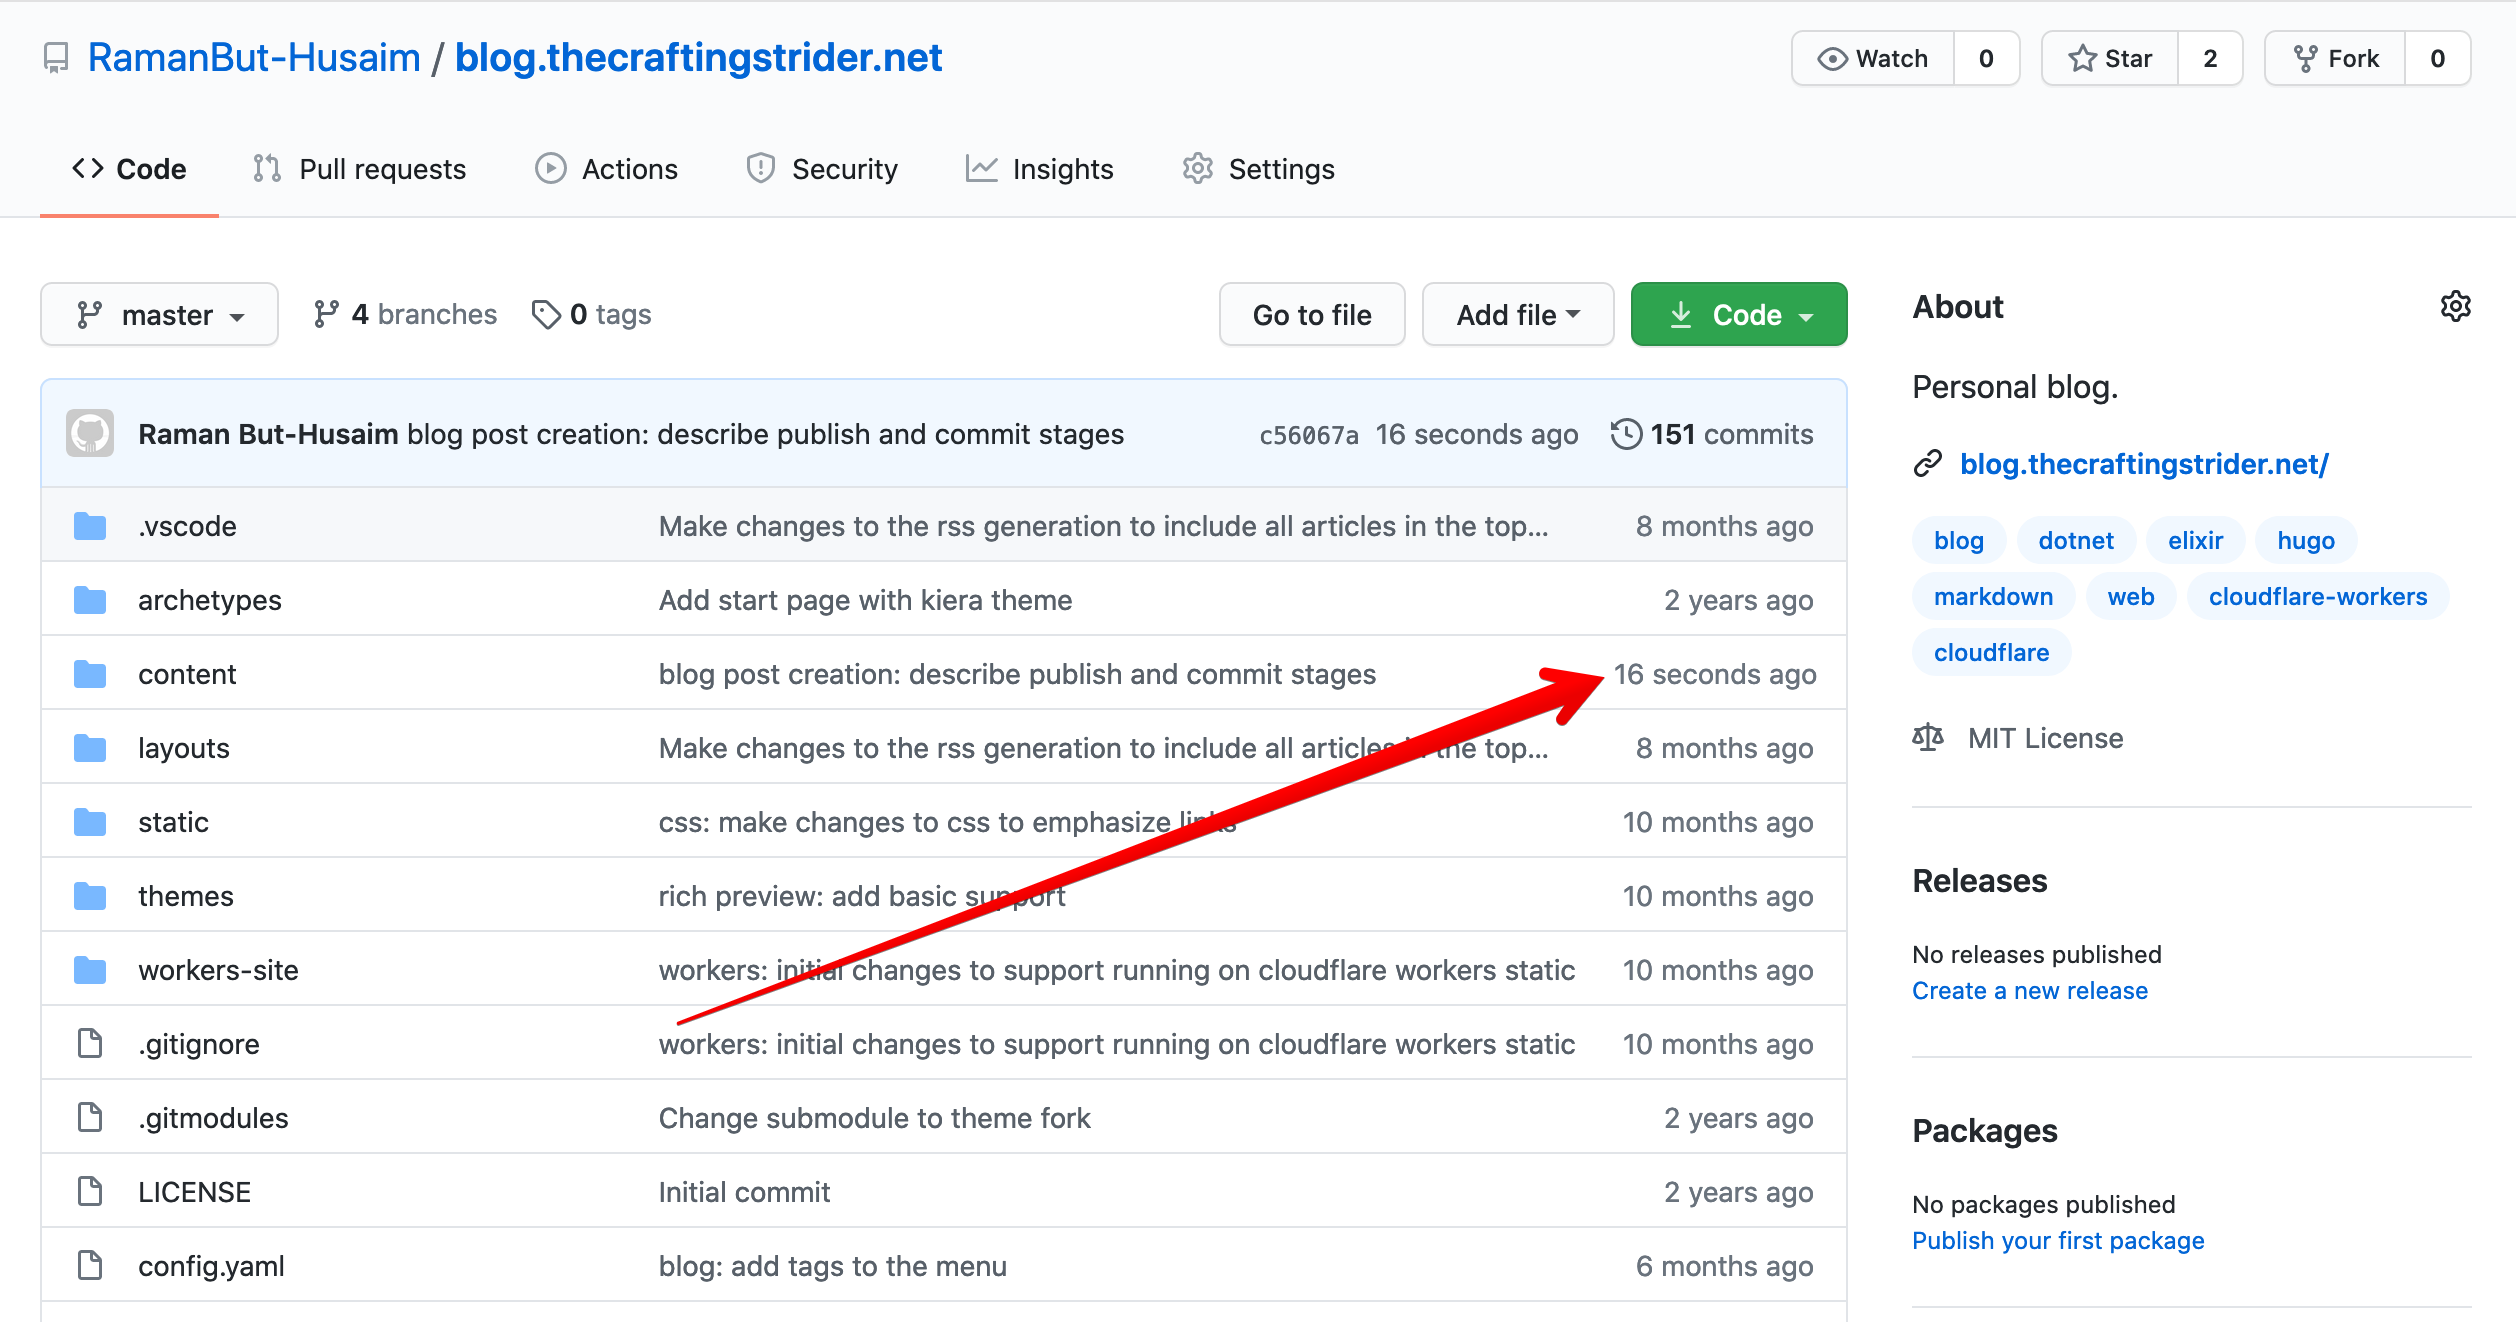 RamanBut-Husaim / blog.thecraftingstrider.net
Watch 0 Star 2 Fork 0
Code Pull requests Actions Security Insights Settings
master 4 branches 0 tags Go to file Add file Code
Raman But-Husaim blog post creation: describe publish and commit stages c56067a 16 seconds ago 151 commits
.vscode Make changes to the rss generation to include all articles in the top... 8 months ago
archetypes Add start page with kiera theme 2 years ago
content blog post creation: describe publish and commit stages 16 seconds ago
layouts Make changes to the rss generation to include all articles in the top... 8 months ago
static css: make changes to css to emphasize links 10 months ago
themes rich preview: add basic support 10 months ago
workers-site workers: initial changes to support running on cloudflare workers static 10 months ago
.gitignore workers: initial changes to support running on cloudflare workers static 10 months ago
.gitmodules Change submodule to theme fork 2 years ago
LICENSE Initial commit 2 years ago
config.yaml blog: add tags to the menu 6 months ago
About
Personal blog.
blog.thecraftingstrider.net/
blog dotnet elixir hugo
markdown web cloudflare-workers
cloudflare
MIT License
Releases
No releases published
Create a new release
Packages
No packages published
Publish your first package